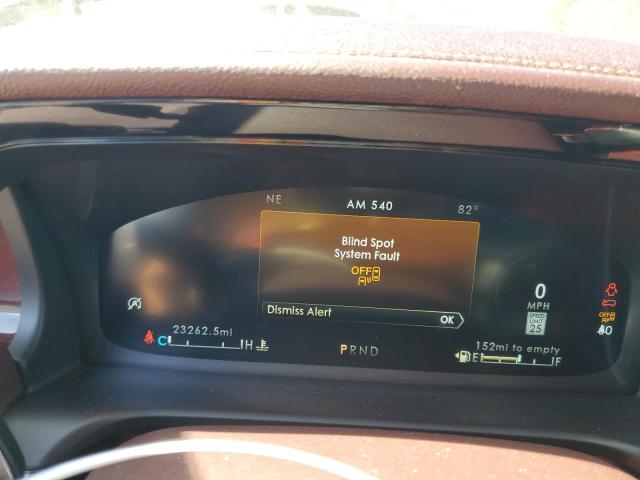 NE
AM 540
82°
Blind Spot
System Fault
OFF
Dismiss Alert
OK
0
MPH
SPEED
LIMIT
25
OFF
23262.5mi
C H
PRND
152mi to empty
E F